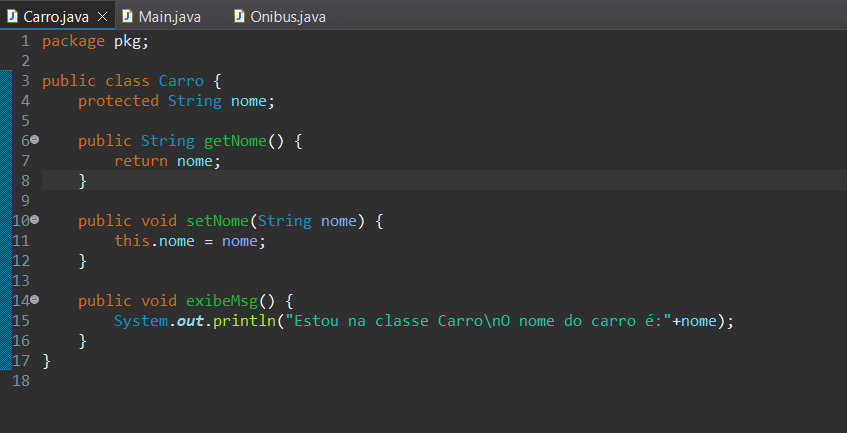 Carro.java Main.java Onibus.java
1 package pkg;
2
3 public class Carro {
4     protected String nome;
5
6     public String getNome() {
7         return nome;
8     }
9
10     public void setNome(String nome) {
11         this.nome = nome;
12     }
13
14     public void exibeMsg() {
15         System.out.println("Estou na classe Carro\nO nome do carro é:"+nome);
16     }
17 }
18